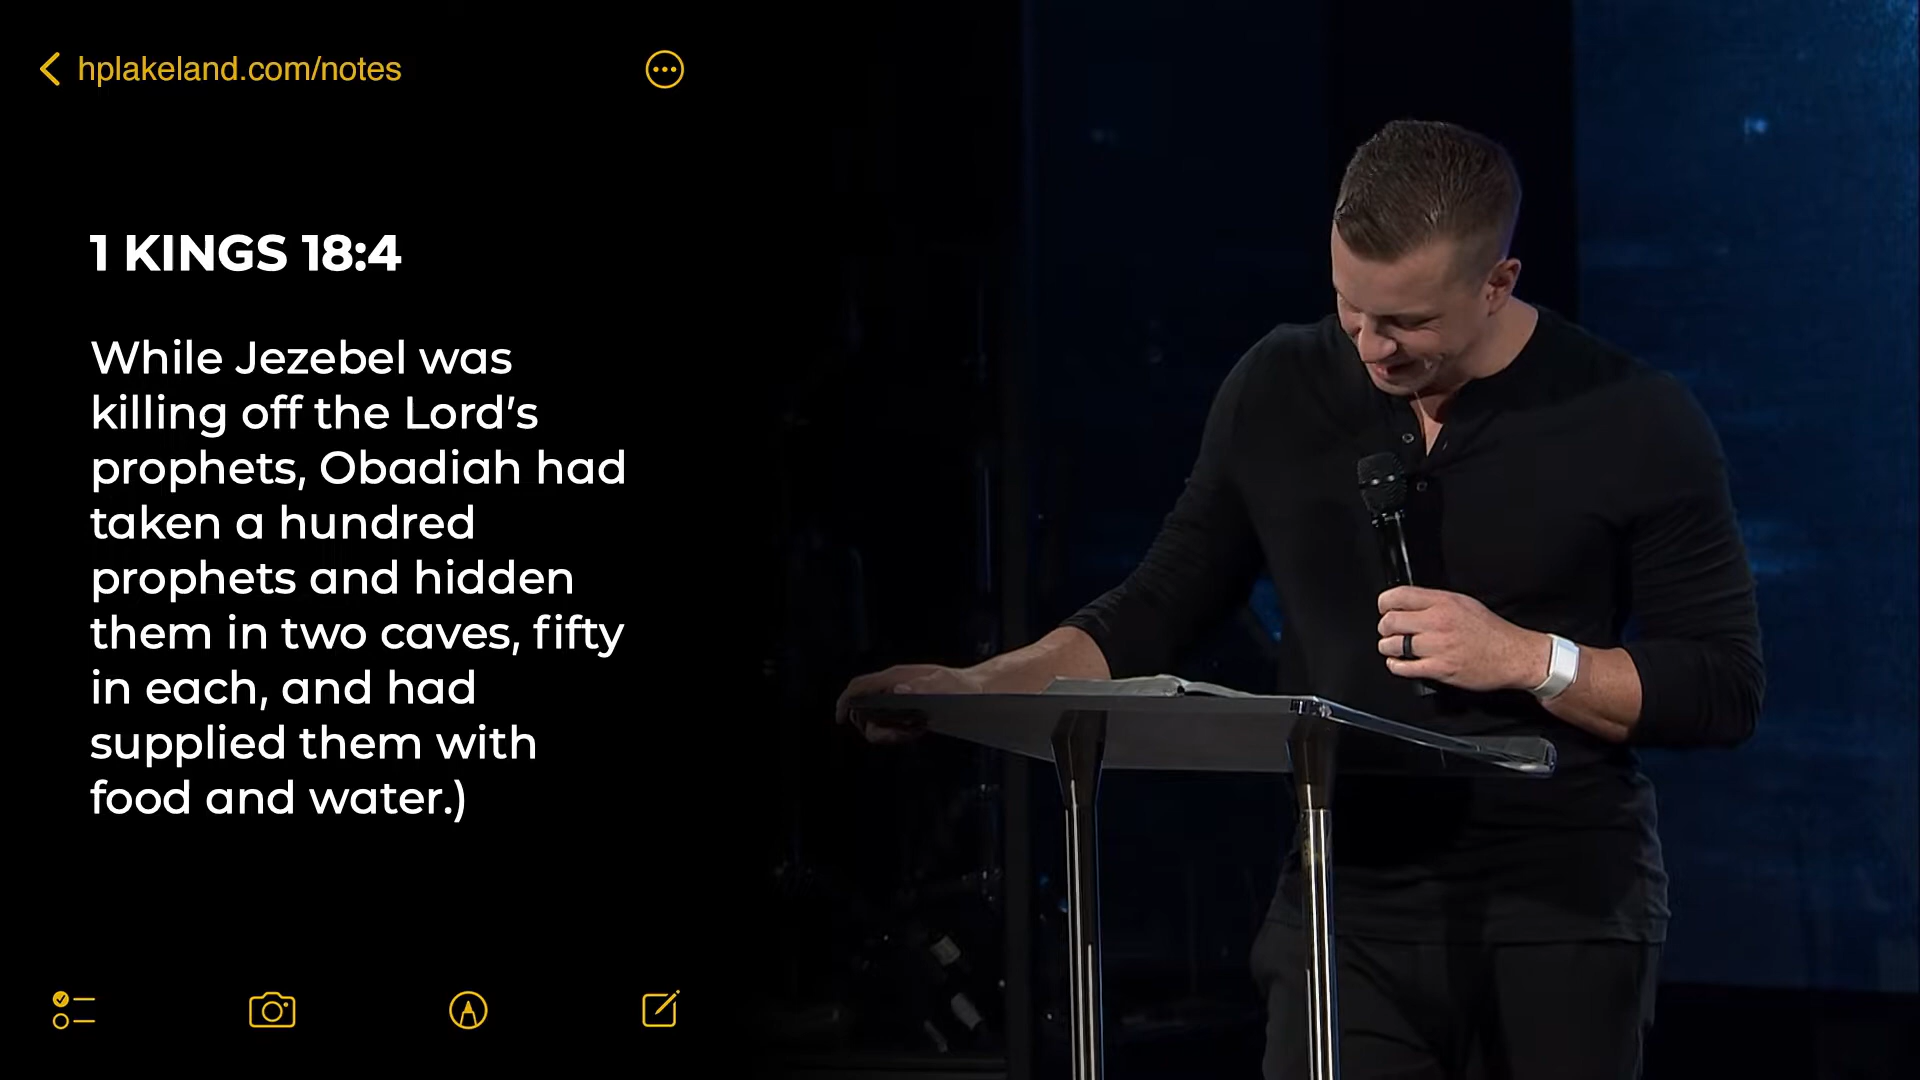 hplakeland.com/notes
1 KINGS 18:4
While Jezebel was
killing off the Lord’s
prophets, Obadiah had
taken a hundred
prophets and hidden
them in two caves, fifty
in each, and had
supplied them with
food and water.)